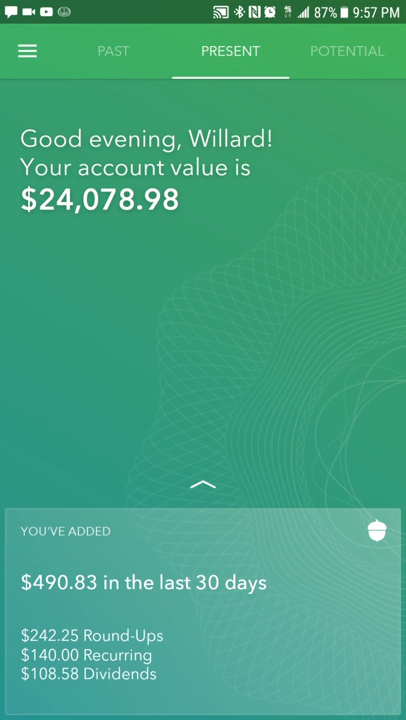 87% 9:57 PM
PAST PRESENT POTENTIAL
Good evening, Willard!
Your account value is
$24,078.98
YOU'VE ADDED
$490.83 in the last 30 days
$242.25 Round-Ups
$140.00 Recurring
$108.58 Dividends